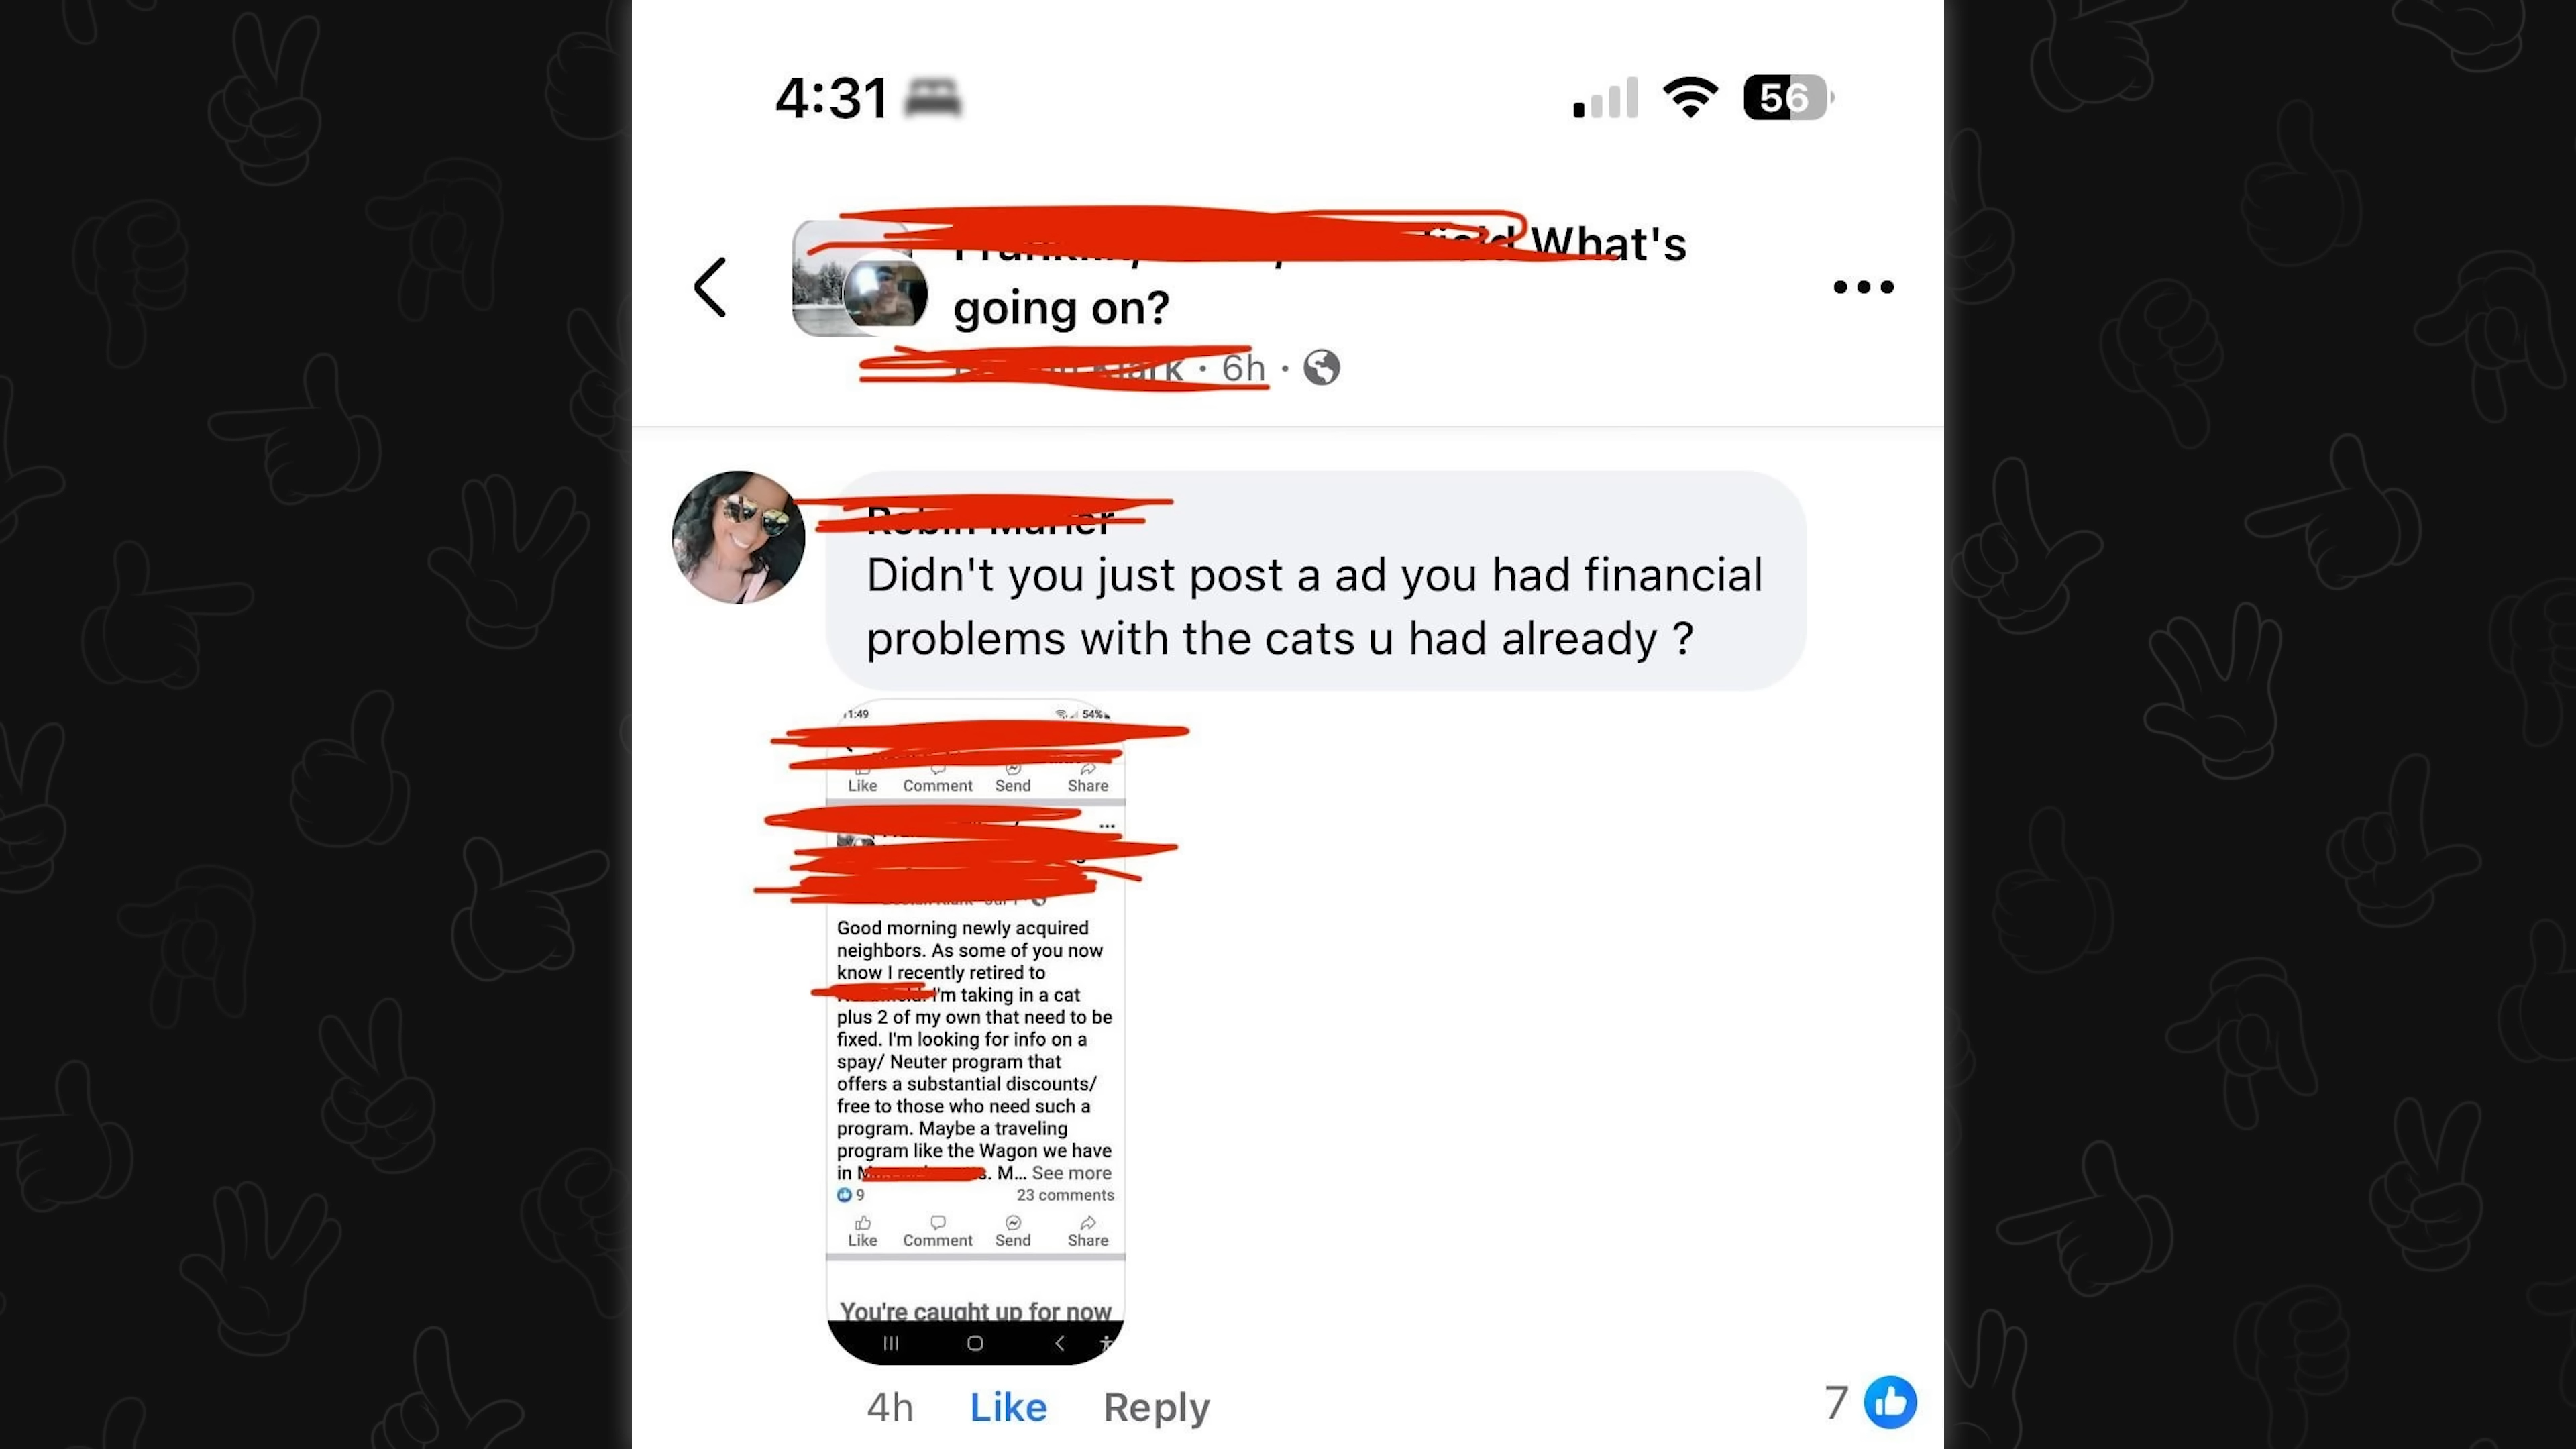 4:31
56
What's
going on?
6h
Didn't you just post a ad you had financial
problems with the cats u had already ?
11:49
54%
Like Comment Send Share
Good morning newly acquired
neighbors. As some of you now
know I recently retired to
I'm taking in a cat
plus 2 of my own that need to be
fixed. I'm looking for info on a
spay/ Neuter program that
offers a substantial discounts/
free to those who need such a
program. Maybe a traveling
program like the Wagon we have
in M... See more
9 23 comments
Like Comment Send Share
You're caught up for now
4h Like Reply
7